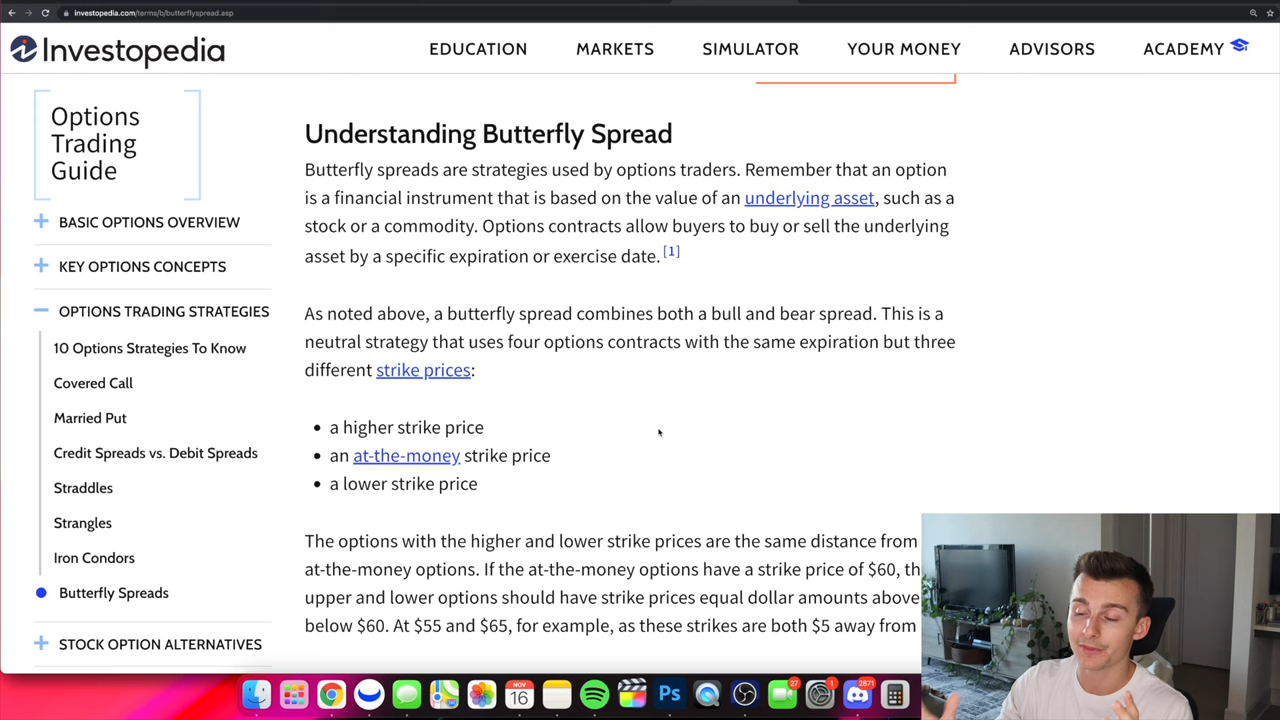 investopedia.com/terms/b/butterflyspread.asp
Investopedia
EDUCATION MARKETS SIMULATOR YOUR MONEY ADVISORS ACADEMY
Options
Trading
Guide
BASIC OPTIONS OVERVIEW
KEY OPTIONS CONCEPTS
OPTIONS TRADING STRATEGIES
10 Options Strategies To Know
Covered Call
Married Put
Credit Spreads vs. Debit Spreads
Straddles
Strangles
Iron Condors
Butterfly Spreads
STOCK OPTION ALTERNATIVES
Understanding Butterfly Spread
Butterfly spreads are strategies used by options traders. Remember that an option
is a financial instrument that is based on the value of an underlying asset, such as a
stock or a commodity. Options contracts allow buyers to buy or sell the underlying
asset by a specific expiration or exercise date. [1]
As noted above, a butterfly spread combines both a bull and bear spread. This is a
neutral strategy that uses four options contracts with the same expiration but three
different strike prices:
• a higher strike price
• an at-the-money strike price
• a lower strike price
The options with the higher and lower strike prices are the same distance from
at-the-money options. If the at-the-money options have a strike price of $60, th
upper and lower options should have strike prices equal dollar amounts above
below $60. At $55 and $65, for example, as these strikes are both $5 away from
NOV
16
Ps
27
1
2871